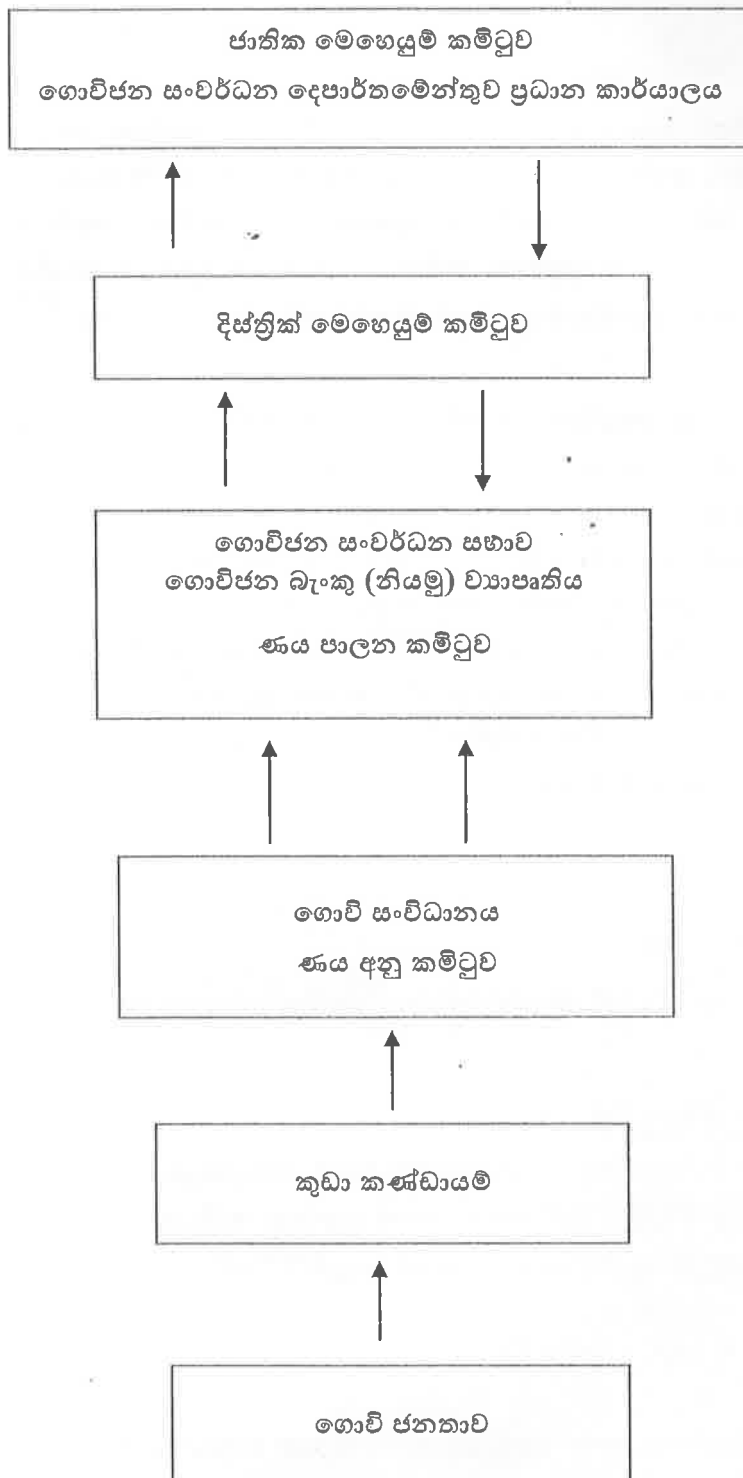 ජාතික මෙහෙයුම් කමිටුව
ගොවිජන සංවර්ධන දෙපාර්තමේන්තුව ප්‍රධාන කාර්යාලය
දිස්ත්‍රික් මෙහෙයුම් කමිටුව
ගොවිජන සංවර්ධන සභාව
ගොවිජන බැංකු (නියමු) ව්‍යාපෘතිය
ණය පාලන කමිටුව
ගොවි සංවිධානය
ණය අනු කමිටුව
කුඩා කණ්ඩායම්
ගොවි ජනතාව